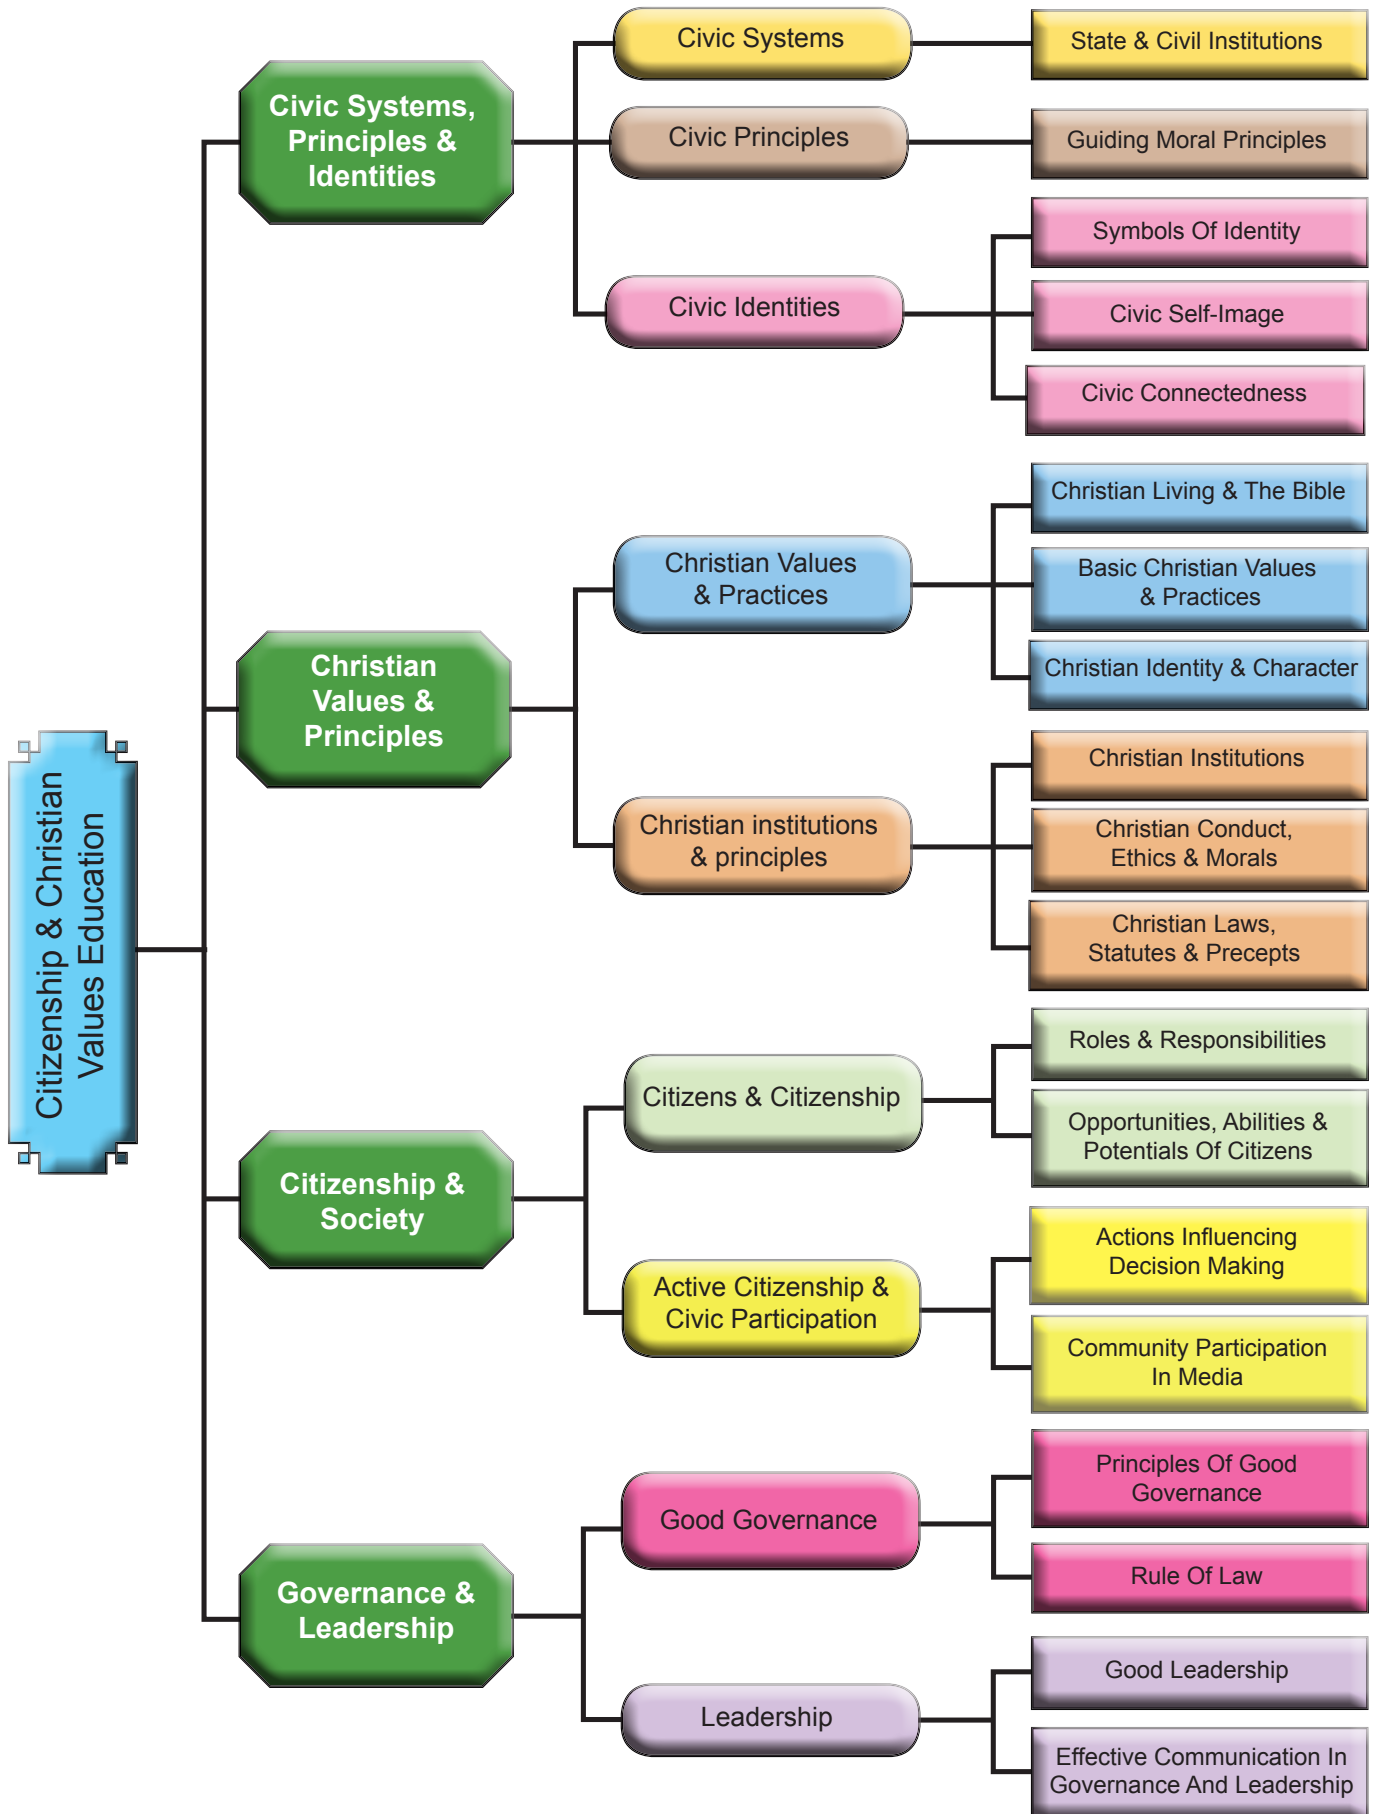 Citizenship & Christian
Values Education
Civic Systems,
Principles &
Identities
Civic Systems
State & Civil Institutions
Civic Principles
Guiding Moral Principles
Civic Identities
Symbols Of Identity
Civic Self-Image
Civic Connectedness
Christian
Values &
Principles
Christian Values
& Practices
Christian Living & The Bible
Basic Christian Values
& Practices
Christian Identity & Character
Christian institutions
& principles
Christian Institutions
Christian Conduct,
Ethics & Morals
Christian Laws,
Statutes & Precepts
Citizenship &
Society
Citizens & Citizenship
Roles & Responsibilities
Opportunities, Abilities &
Potentials Of Citizens
Active Citizenship &
Civic Participation
Actions Influencing
Decision Making
Community Participation
In Media
Governance &
Leadership
Good Governance
Principles Of Good
Governance
Rule Of Law
Leadership
Good Leadership
Effective Communication In
Governance And Leadership